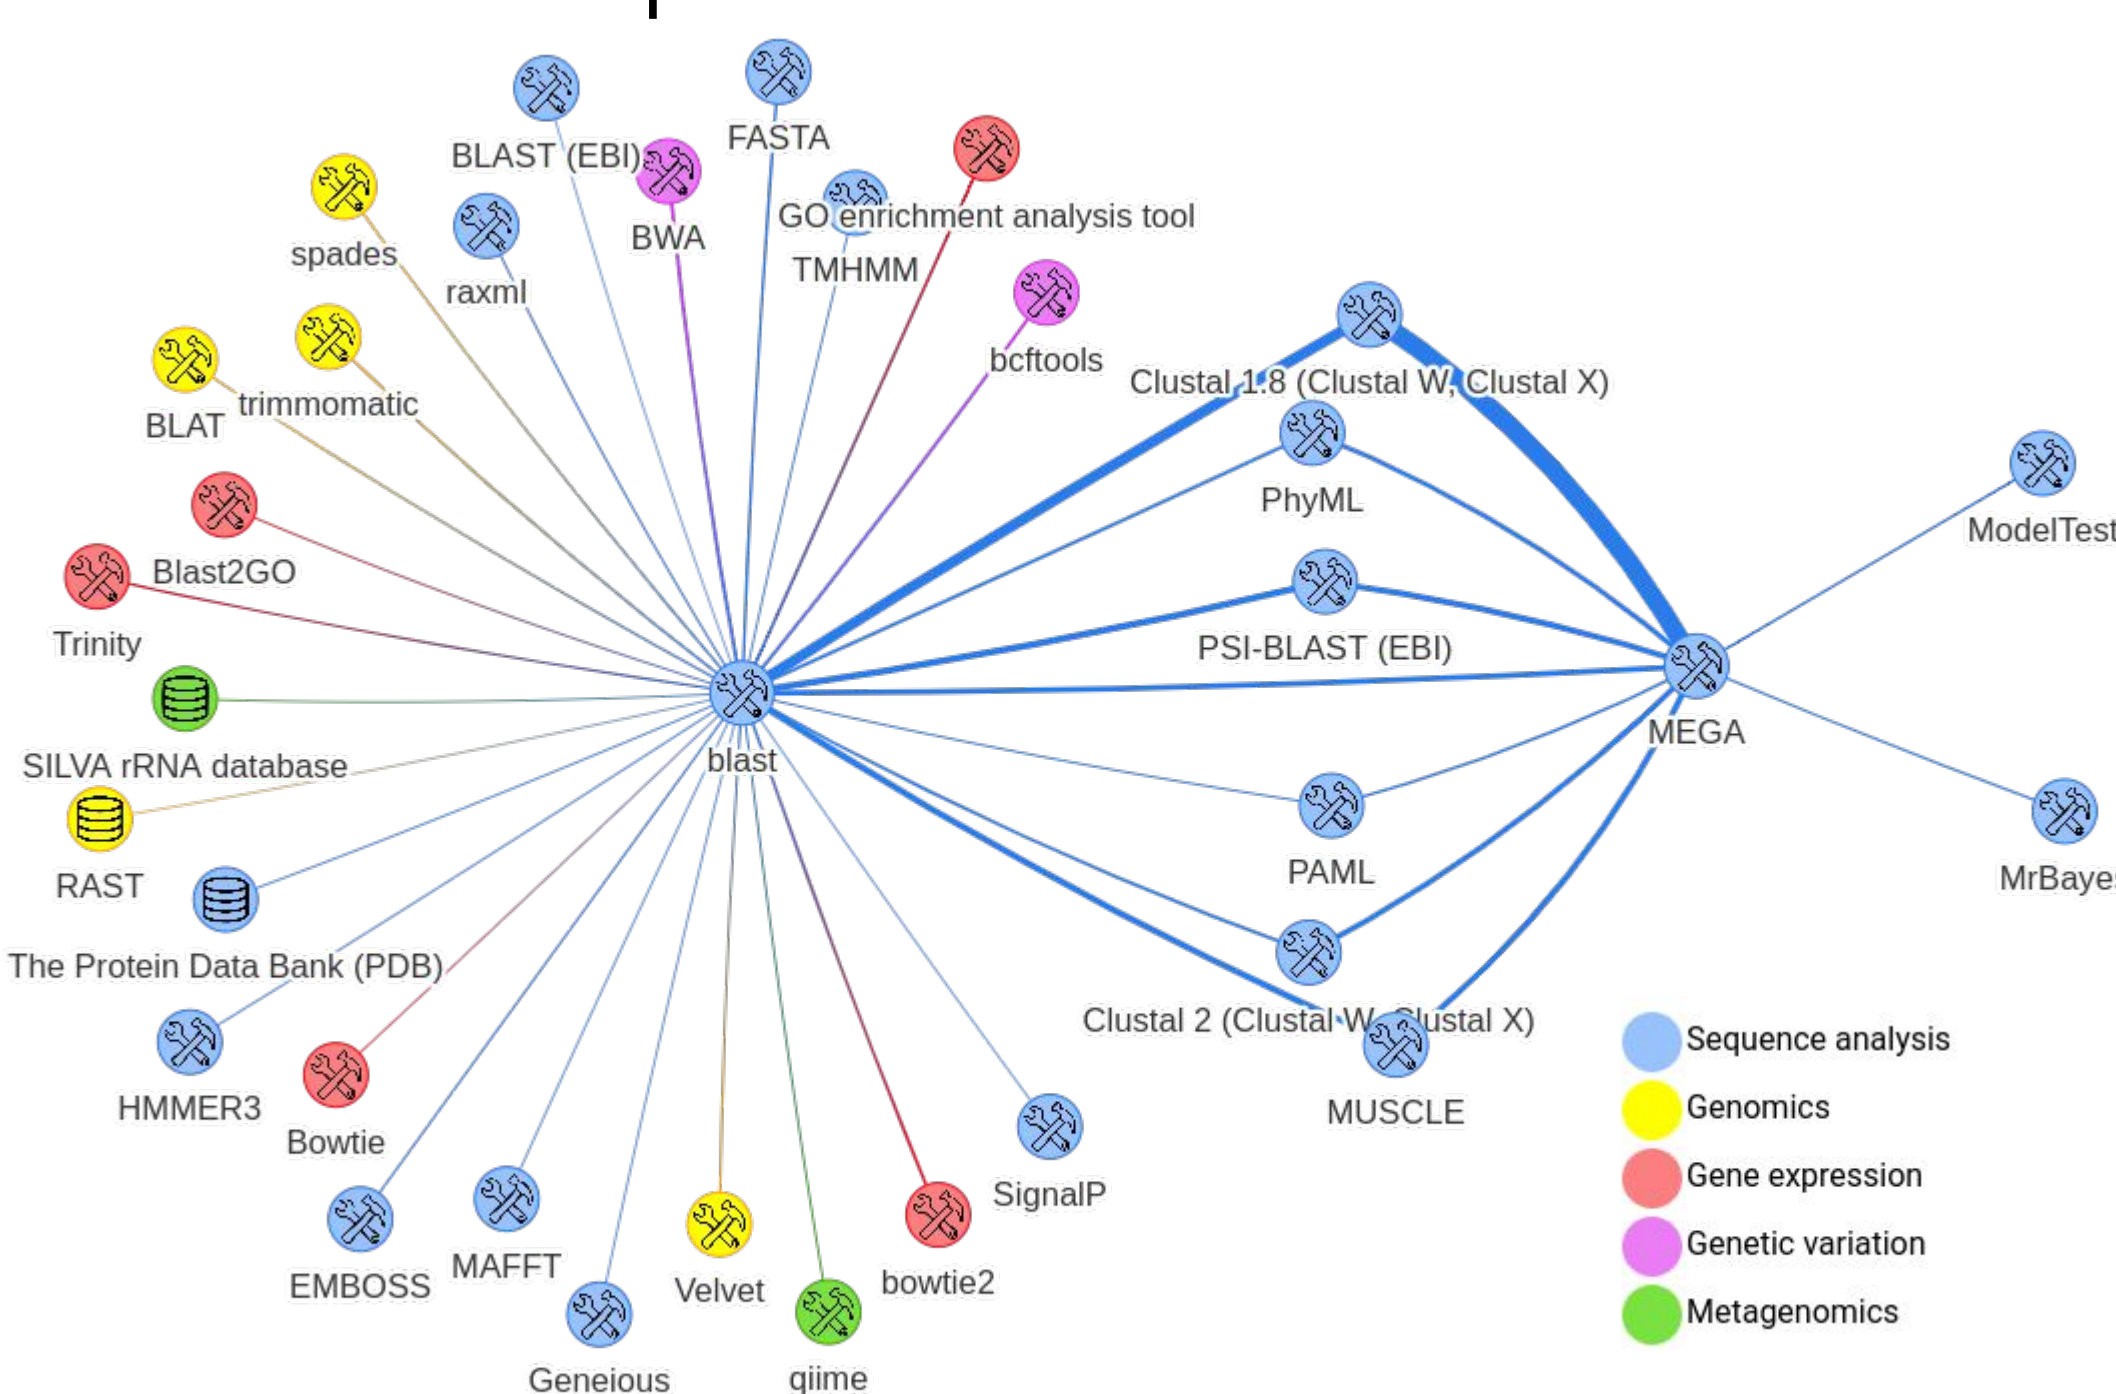 FASTA
BLAST (EBI)
GO enrichment analysis tool
BWA
spades
TMHMM
raxml
bcftools
Clustal 1.8 (Clustal W, Clustal X)
trimmomatic
BLAT
PhyML
ModelTest
Blast2GO
Trinity
PSI-BLAST (EBI)
MEGA
blast
SILVA rRNA database
PAML
MrBayes
RAST
The Protein Data Bank (PDB)
Clustal 2 (Clustal W, Clustal X)
HMMER3
MUSCLE
Bowtie
SignalP
MAFFT
EMBOSS
bowtie2
Velvet
Geneious
qiime
Sequence analysis
Genomics
Gene expression
Genetic variation
Metagenomics